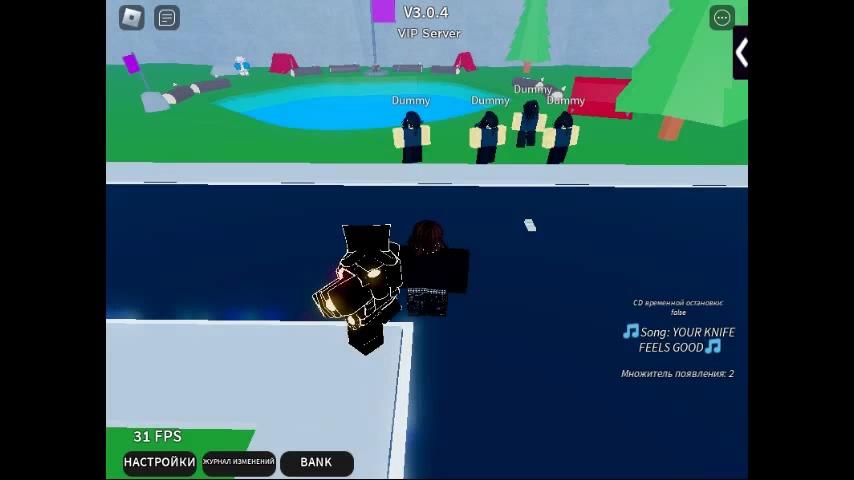 V3.0.4
VIP Server
Dummy
Dummy
Dummy
Dummy
CD временной остановки:
false
🎵Song: YOUR KNIFE
FEELS GOOD🎵
Множитель появления: 2
31 FPS
НАСТРОЙКИ
ЖУРНАЛ ИЗМЕНЕНИЙ
BANK